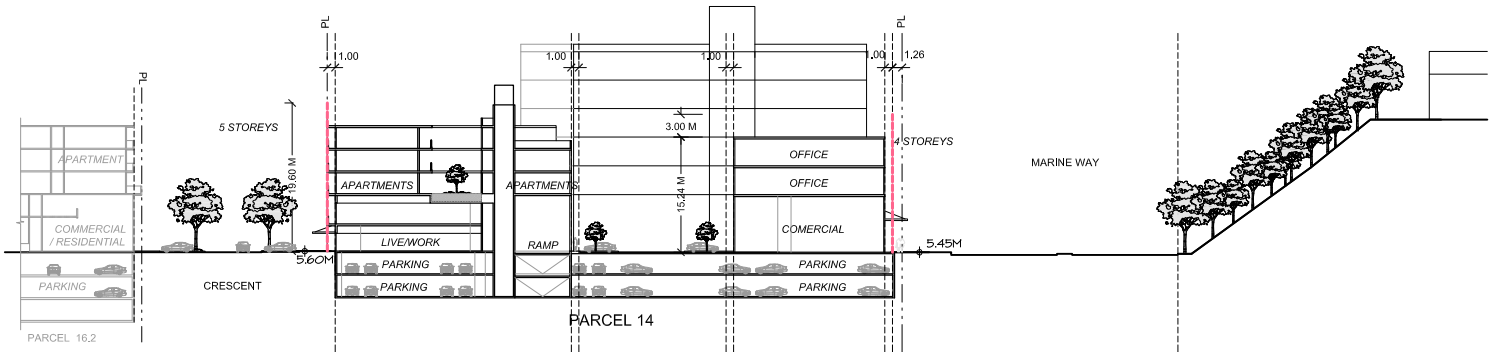 PL
PL
PL
1.00
1.00
1.00
1.00
1.26
5 STOREYS
19.60 M
3.00 M
15.24 M
4 STOREYS
MARINE WAY
APARTMENT
APARTMENTS
APARTMENTS
OFFICE
OFFICE
COMMERCIAL
/ RESIDENTIAL
LIVE/WORK
RAMP
COMERCIAL
5.60M
5.45M
PARKING
PARKING
PARKING
PARKING
PARKING
CRESCENT
PARCEL 14
PARCEL 16.2